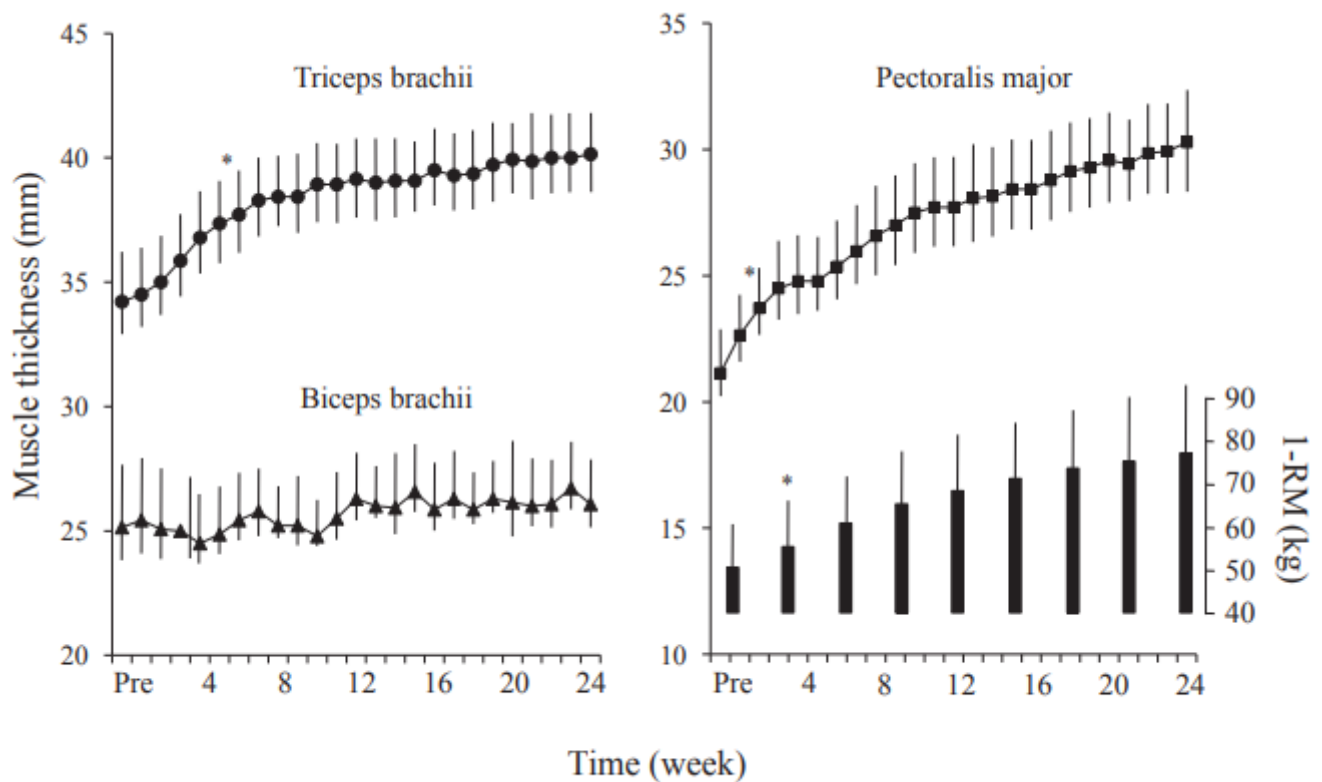 Muscle thickness (mm)
45
40
35
30
25
20
Triceps brachii
*
Biceps brachii
Pre 4 8 12 16 20 24
35
30
25
20
15
10
Pectoralis major
*
*
90
80
70
60
50
40
1-RM (kg)
Pre 4 8 12 16 20 24
Time (week)